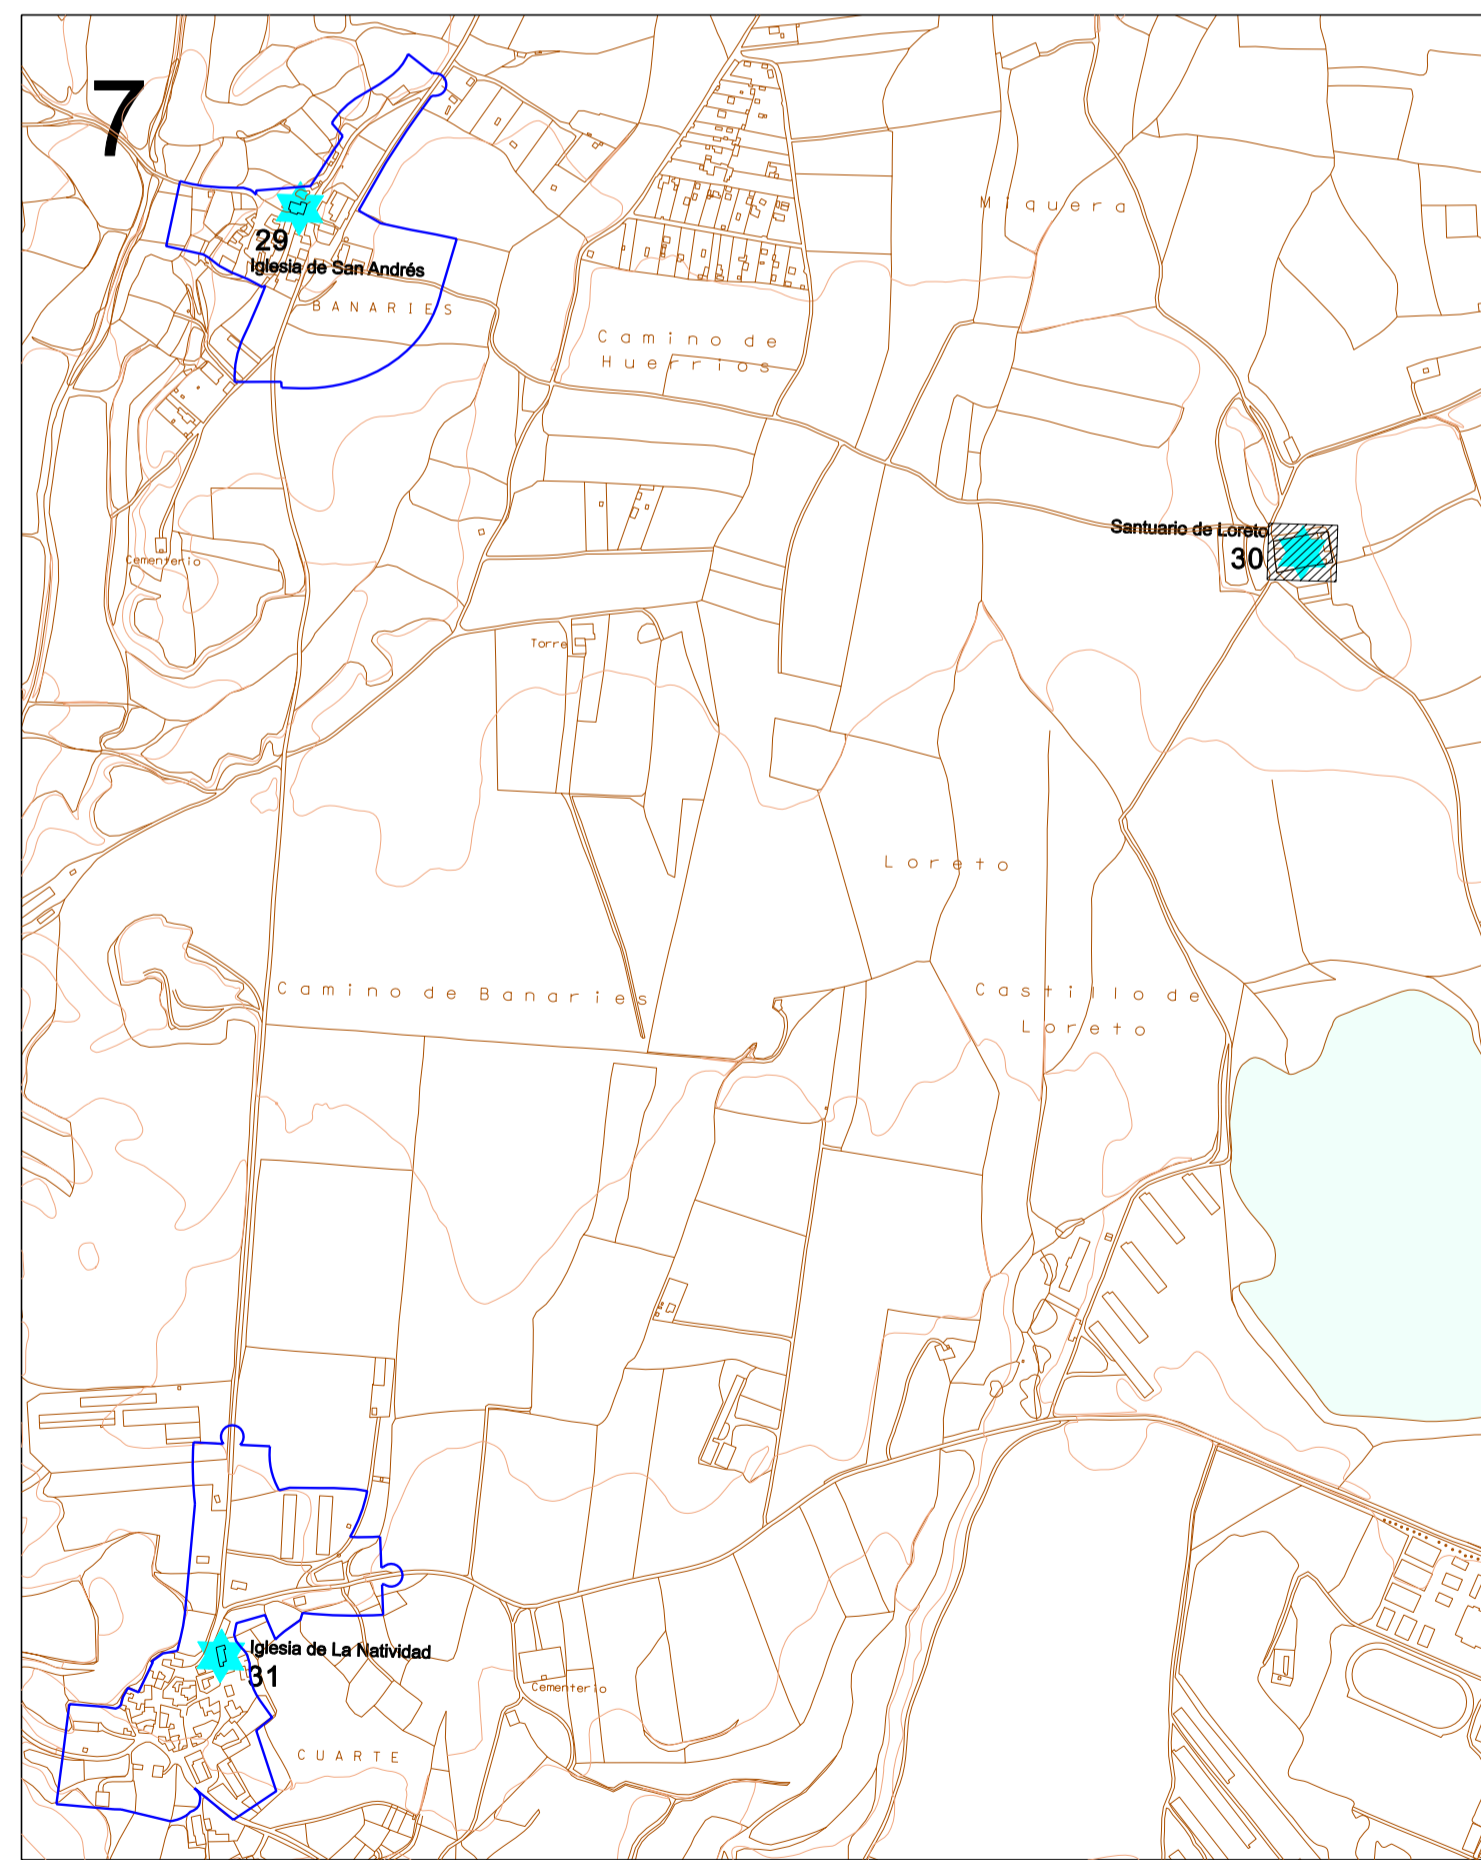 7
Miquera
29
Iglesia de San Andrés
BANARIES
Camino de
Huerrios
Santuario de Loreto
30
Cementerio
Torre
Loreto
Camino de Banaries
Castillo de
Loreto
Iglesia de La Natividad
31
Cementerio
CUARTE